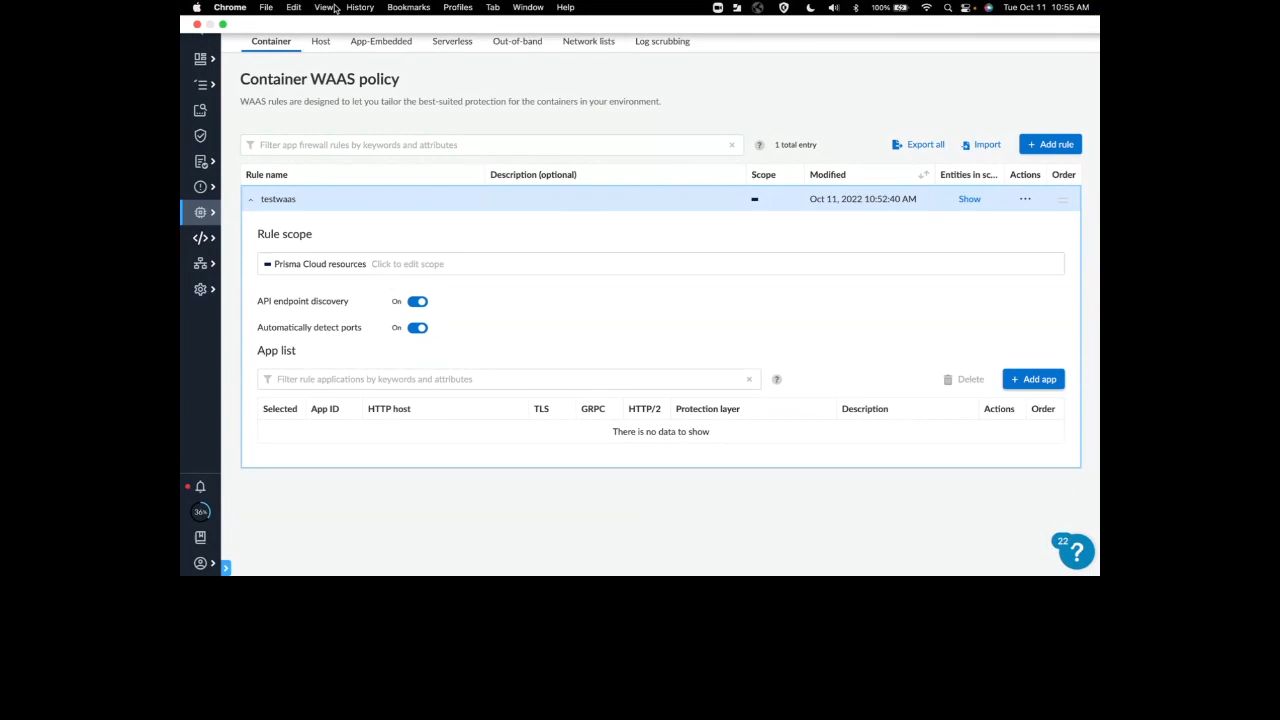 Chrome File Edit View History Bookmarks Profiles Tab Window Help 100% Tue Oct 11 10:55 AM
Container Host App-Embedded Serverless Out-of-band Network lists Log scrubbing
Container WAAS policy
WAAS rules are designed to let you tailor the best-suited protection for the containers in your environment.
Filter app firewall rules by keywords and attributes × ? 1 total entry Export all Import + Add rule
Rule name Description (optional) Scope Modified Entities in sc... Actions Order
testwaas Oct 11, 2022 10:52:40 AM Show ...
Rule scope
Prisma Cloud resources Click to edit scope
API endpoint discovery On
Automatically detect ports On
App list
Filter rule applications by keywords and attributes × ? Delete + Add app
Selected App ID HTTP host TLS GRPC HTTP/2 Protection layer Description Actions Order
There is no data to show
36%
22
?